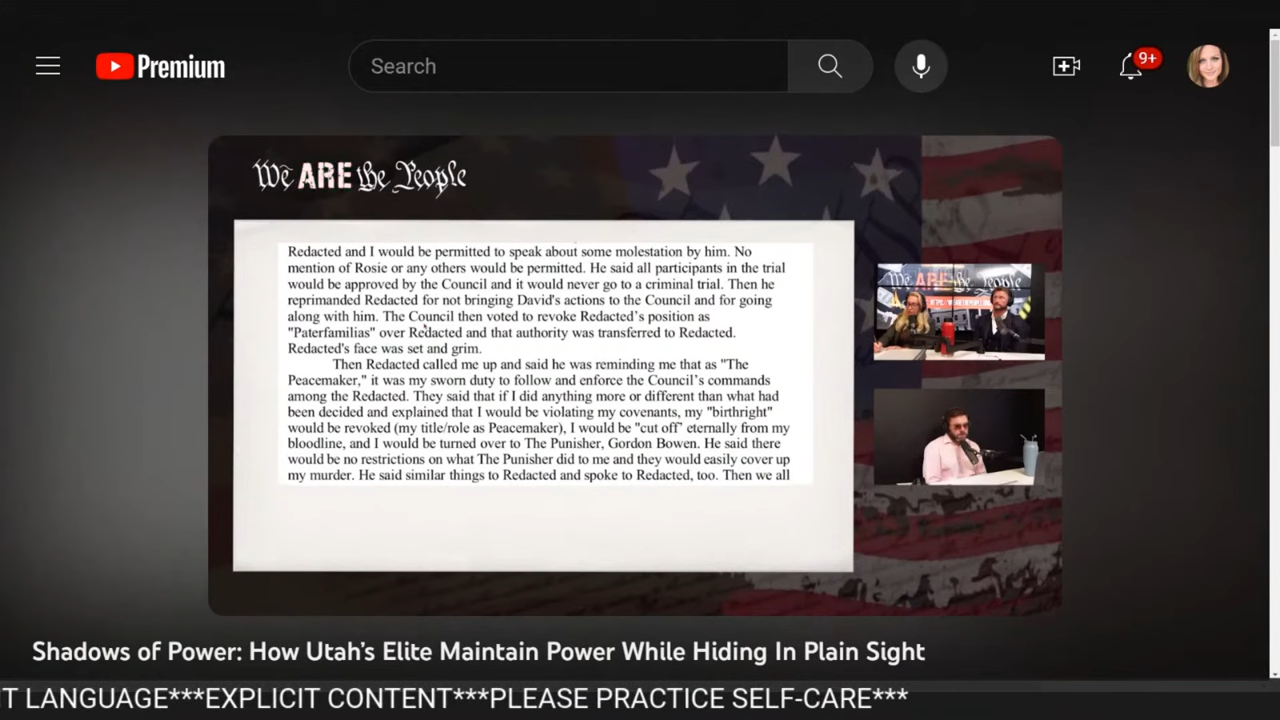 Premium
Search
9+
We ARE the People
Redacted and I would be permitted to speak about some molestation by him. No
mention of Rosie or any others would be permitted. He said all participants in the trial
would be approved by the Council and it would never go to a criminal trial. Then he
reprimanded Redacted for not bringing David's actions to the Council and for going
along with him. The Council then voted to revoke Redacted's position as
"Paterfamilias" over Redacted and that authority was transferred to Redacted.
Redacted's face was set and grim.
Then Redacted called me up and said he was reminding me that as "The
Peacemaker," it was my sworn duty to follow and enforce the Council's commands
among the Redacted. They said that if I did anything more or different than what had
been decided and explained that I would be violating my covenants, my "birthright"
would be revoked (my title/role as Peacemaker), I would be "cut off" eternally from my
bloodline, and I would be turned over to The Punisher, Gordon Bowen. He said there
would be no restrictions on what The Punisher did to me and they would easily cover up
my murder. He said similar things to Redacted and spoke to Redacted, too. Then we all
We ARE the People
Shadows of Power: How Utah's Elite Maintain Power While Hiding In Plain Sight
T LANGUAGE***EXPLICIT CONTENT***PLEASE PRACTICE SELF-CARE***